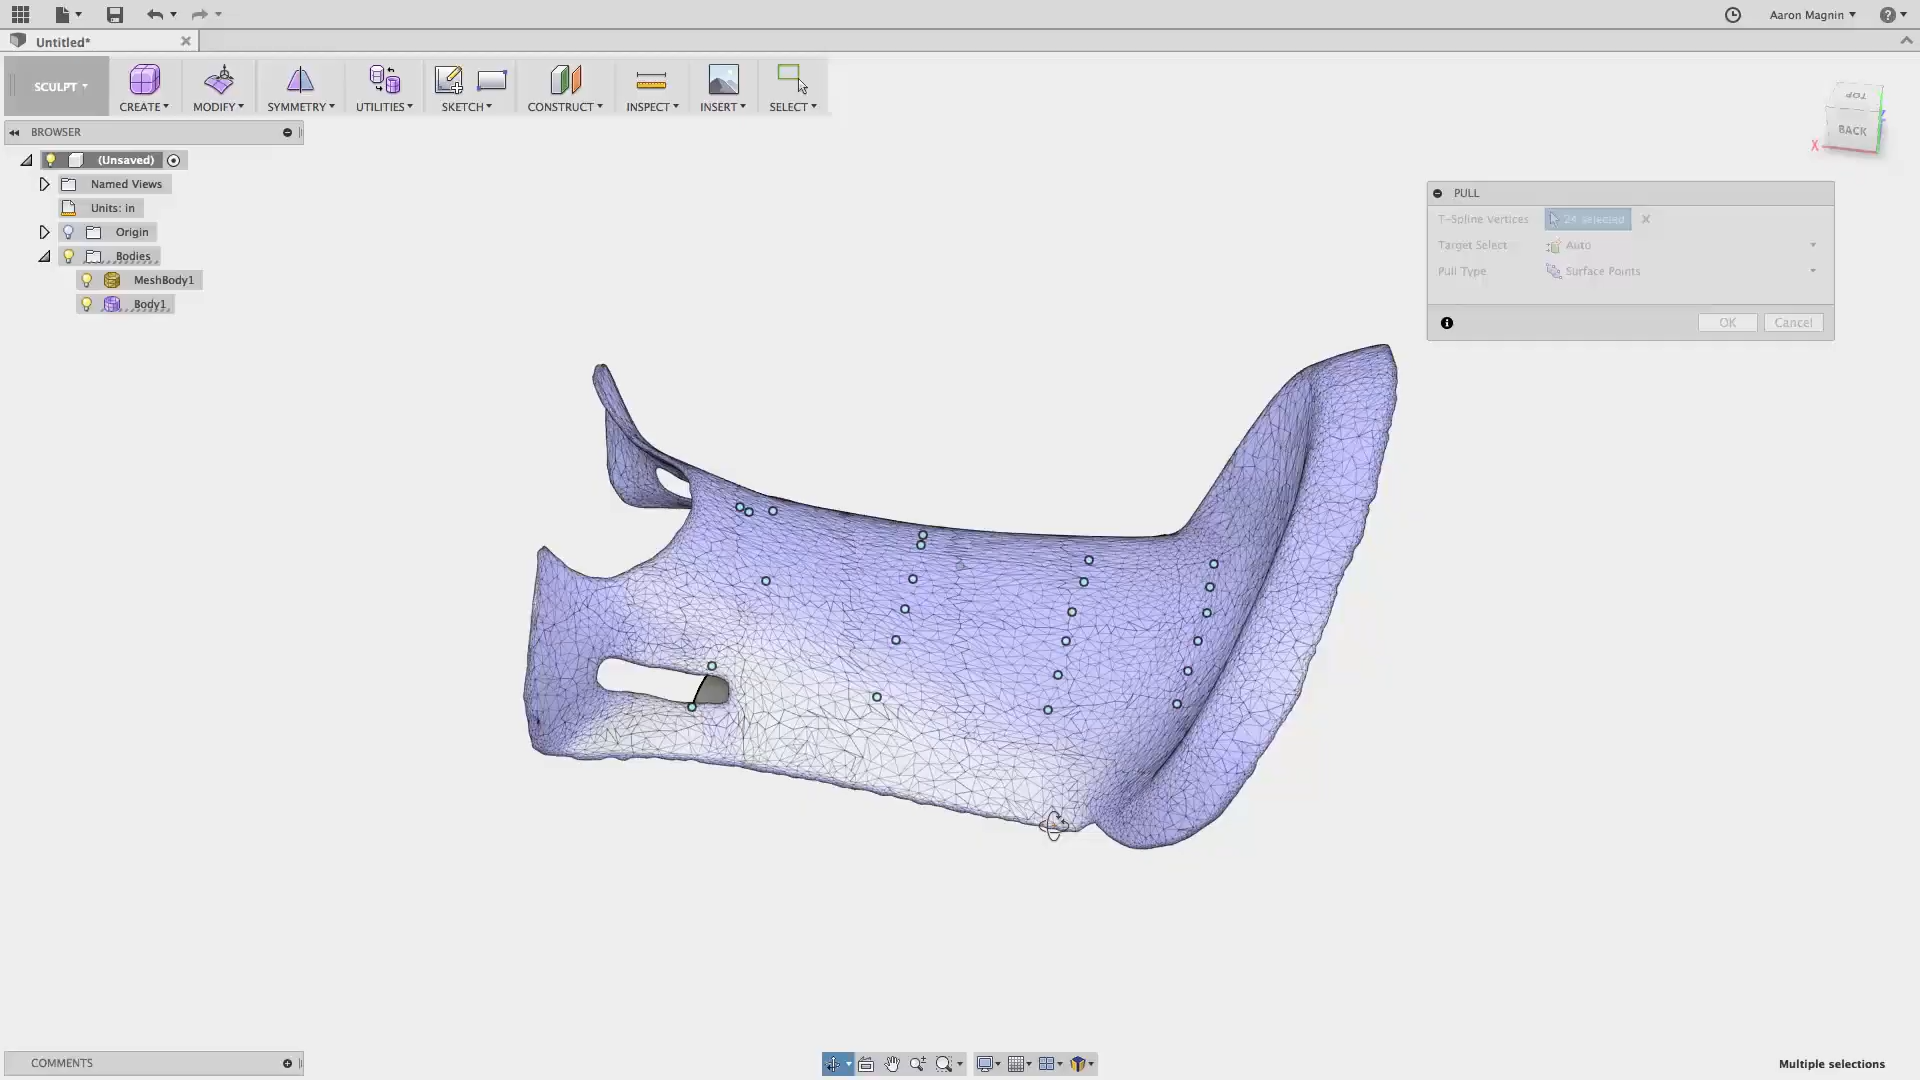 Aaron Magnin
Untitled*
SCULPT
CREATE
MODIFY
SYMMETRY
UTILITIES
SKETCH
CONSTRUCT
INSPECT
INSERT
SELECT
TOP
BACK
X
BROWSER
(Unsaved)
Named Views
Units: in
Origin
Bodies
MeshBody1
Body1
PULL
T-Spline Vertices
24 selected
Target Select
Auto
Pull Type
Surface Points
OK
Cancel
COMMENTS
Multiple selections